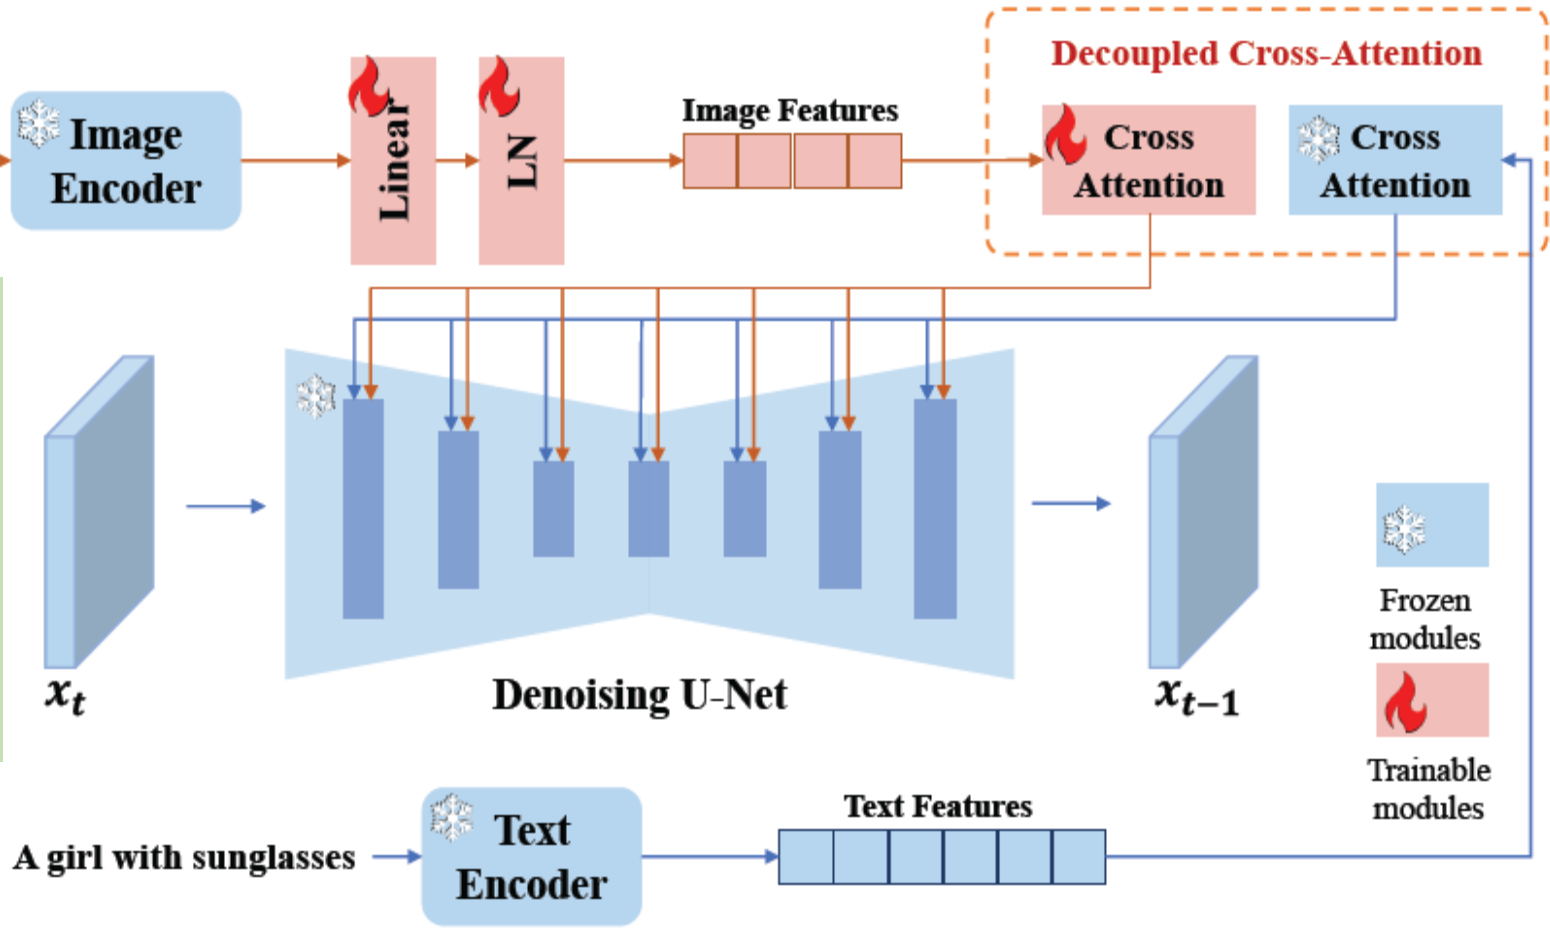 Decoupled Cross-Attention
Image
Encoder
Linear
LN
Image Features
Cross
Attention
Cross
Attention
x_t
Denoising U-Net
x_{t-1}
Frozen
modules
Trainable
modules
A girl with sunglasses
Text
Encoder
Text Features